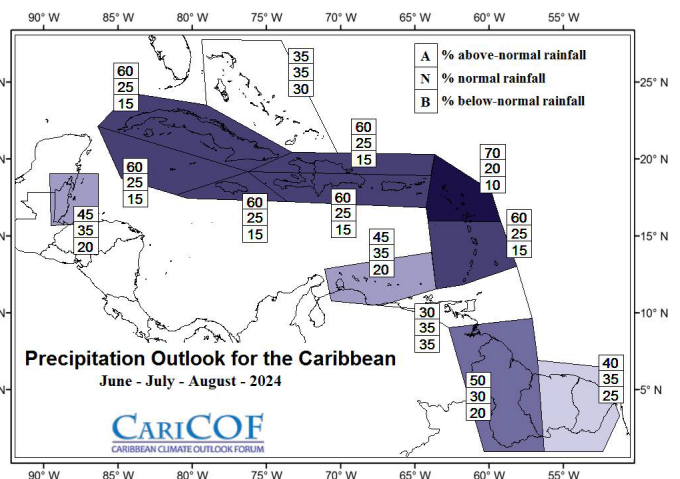 90°W 85°W 80°W 75°W 70°W 65°W 60°W 55°W
A % above-normal rainfall
N % normal rainfall
B % below-normal rainfall
35
35
30
60
25
15
25°N
60
25
15
20°N
70
20
10
60
25
15
60
25
15
60
25
15
45
35
20
60
25
15
15°N
45
35
20
30
35
35
10°N
Precipitation Outlook for the Caribbean
June - July - August - 2024
50
30
20
40
35
25
5°N
CARICOF
CARIBBEAN CLIMATE OUTLOOK FORUM
90°W 85°W 80°W 75°W 70°W 65°W 60°W 55°W